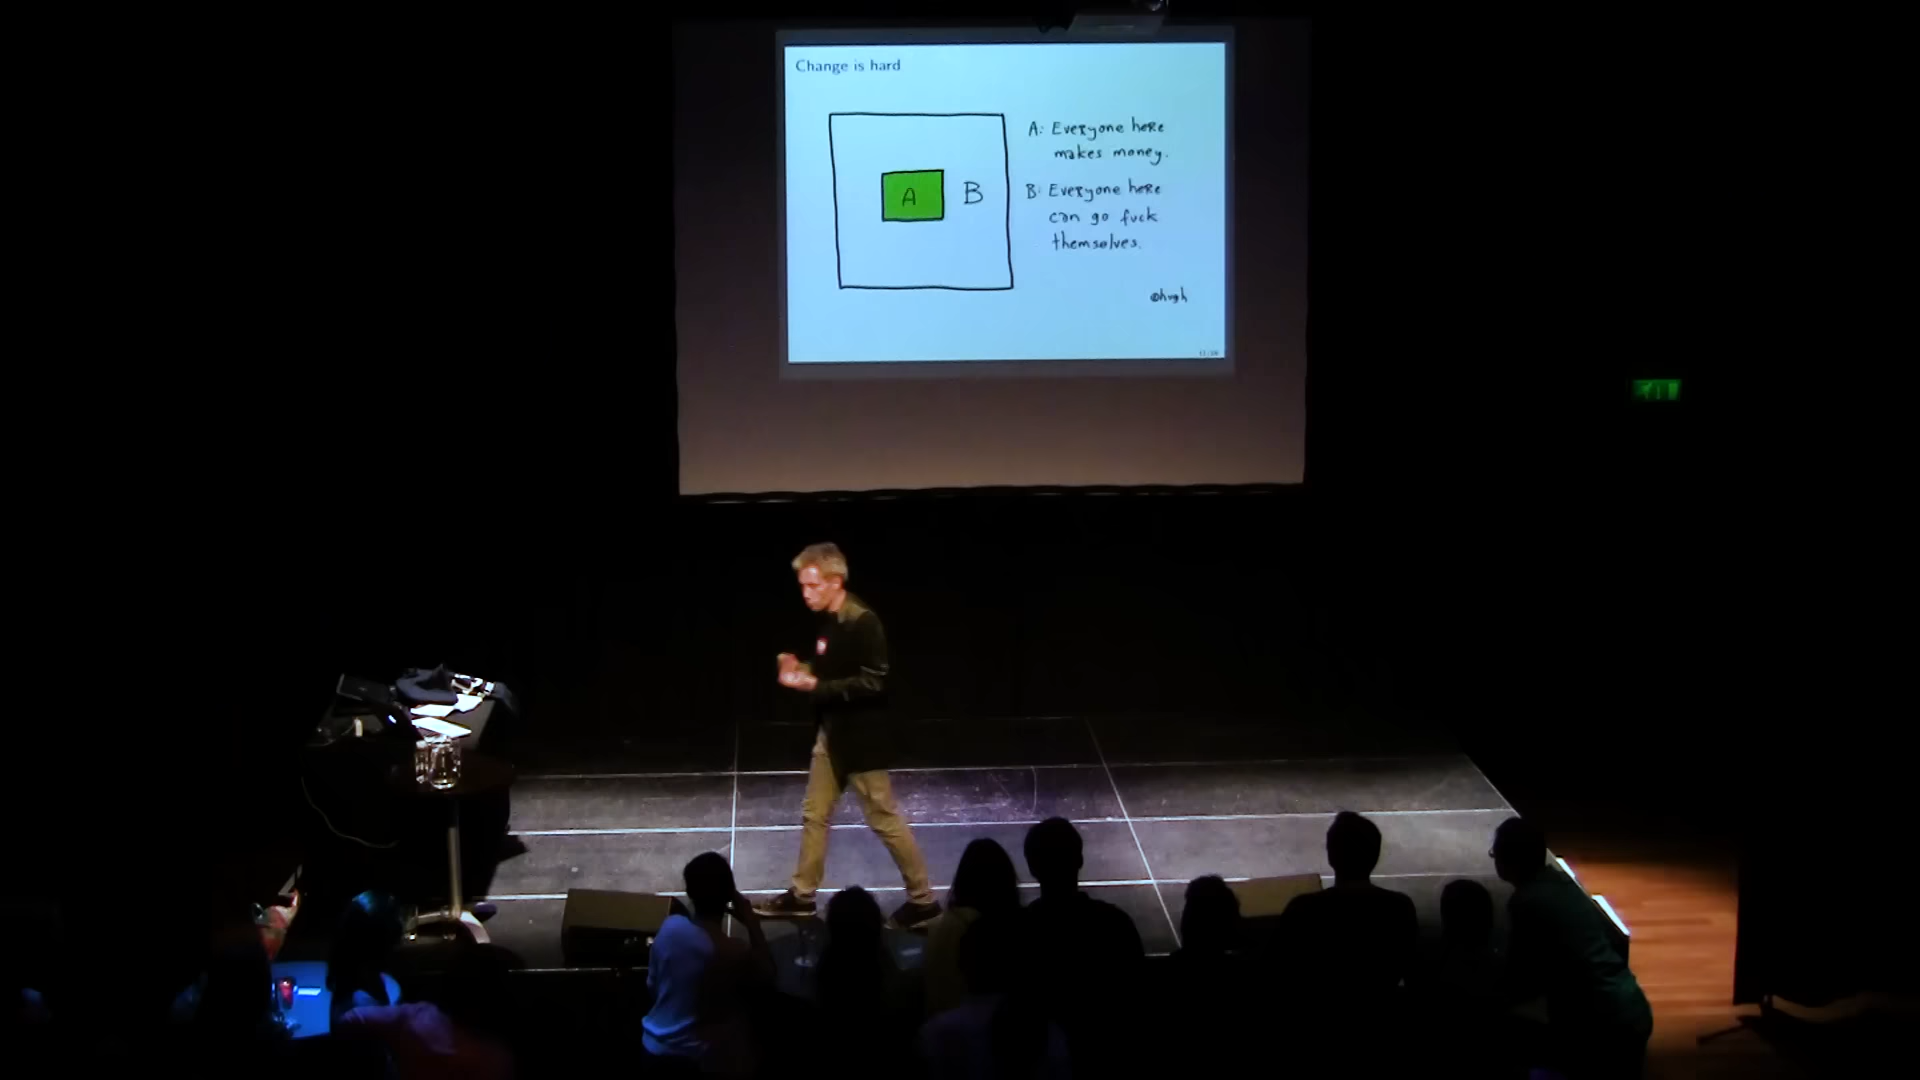 Change is hard
A
B
A: Everyone here
makes money.
B: Everyone here
can go fuck
themselves.
@hugh